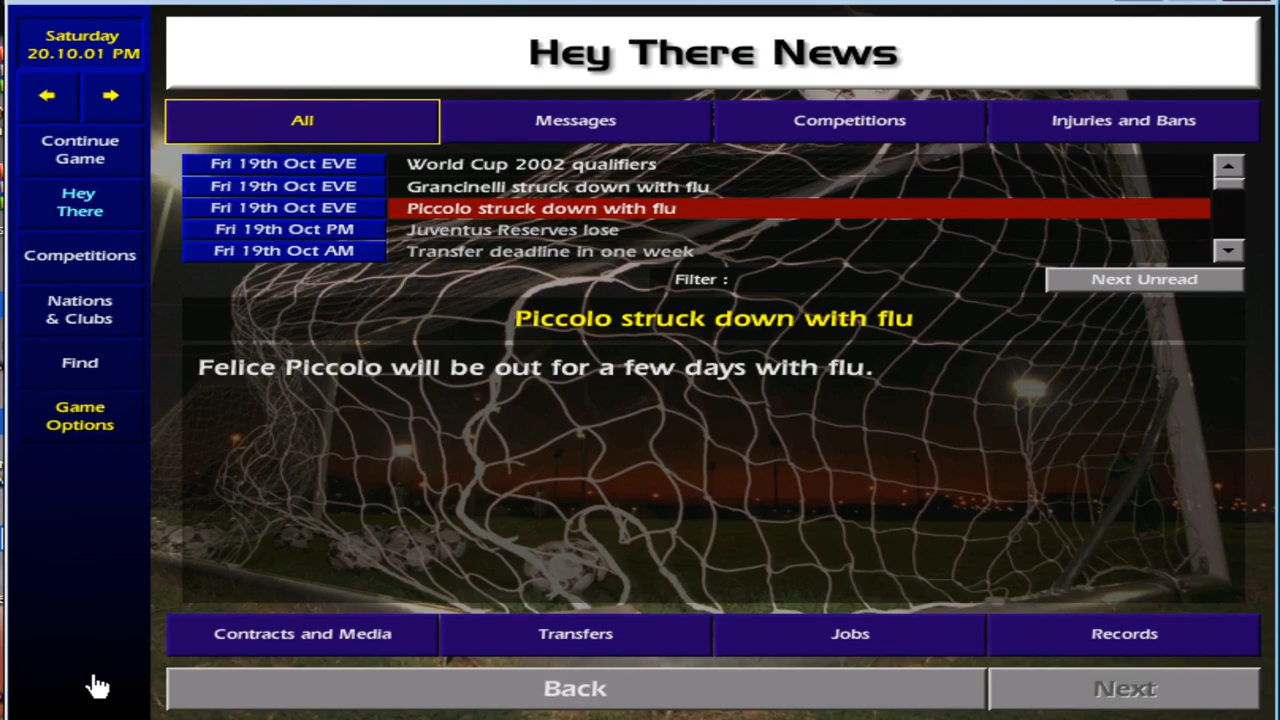 Saturday
20.10.01 PM
Hey There News
All
Messages
Competitions
Injuries and Bans
Continue
Game
Hey
There
Competitions
Nations
& Clubs
Find
Game
Options
Fri 19th Oct EVE World Cup 2002 qualifiers
Fri 19th Oct EVE Grancinelli struck down with flu
Fri 19th Oct EVE Piccolo struck down with flu
Fri 19th Oct PM Juventus Reserves lose
Fri 19th Oct AM Transfer deadline in one week
Filter :
Next Unread
Piccolo struck down with flu
Felice Piccolo will be out for a few days with flu.
Contracts and Media
Transfers
Jobs
Records
Back
Next